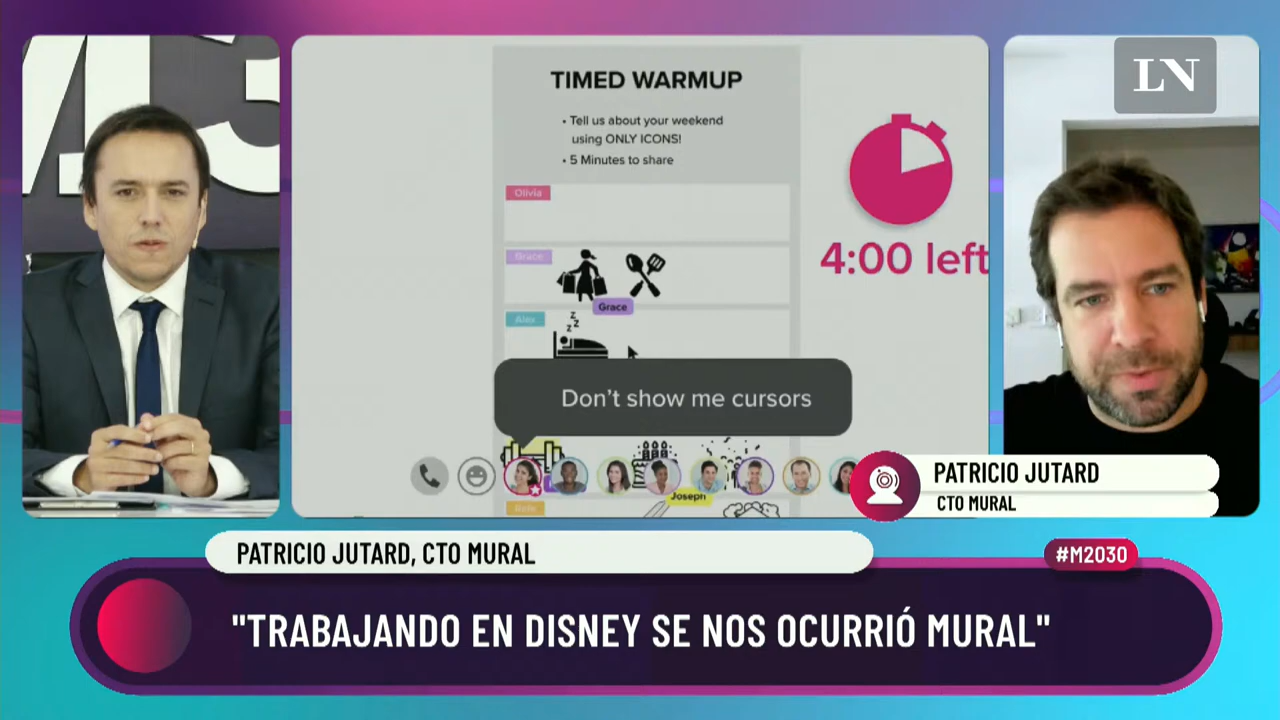 LN
TIMED WARMUP
• Tell us about your weekend
using ONLY ICONS!
• 5 Minutes to share
Olivia
4:00 left
Grace
Grace
Alex
z
z
z
Don't show me cursors
Joseph
PATRICIO JUTARD
CTO MURAL
PATRICIO JUTARD, CTO MURAL
#M2030
"TRABAJANDO EN DISNEY SE NOS OCURRIÓ MURAL"